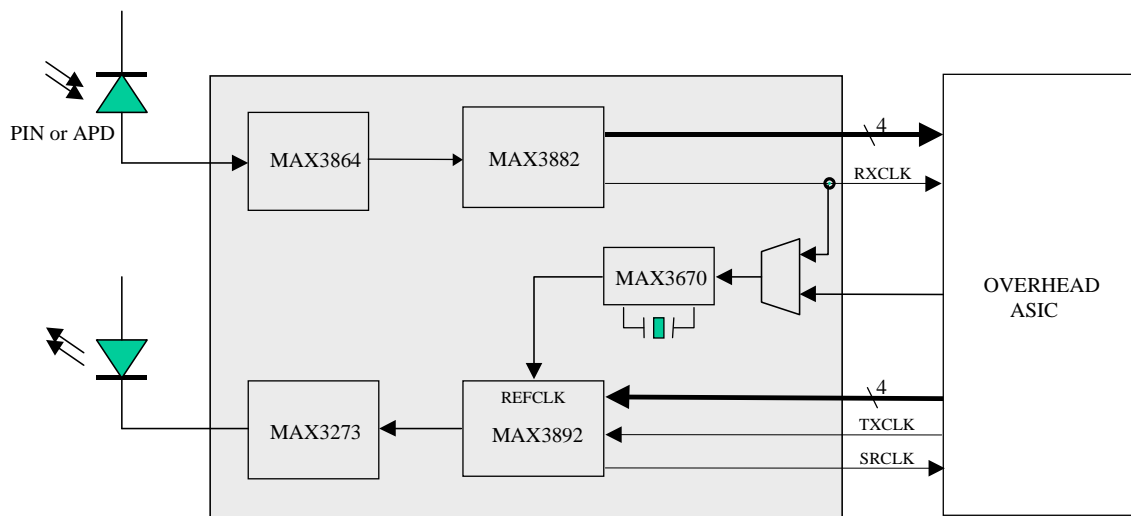 PIN or APD
MAX3864
MAX3882
4
RXCLK
MAX3670
OVERHEAD
ASIC
REFCLK
MAX3892
MAX3273
4
TXCLK
SRCLK